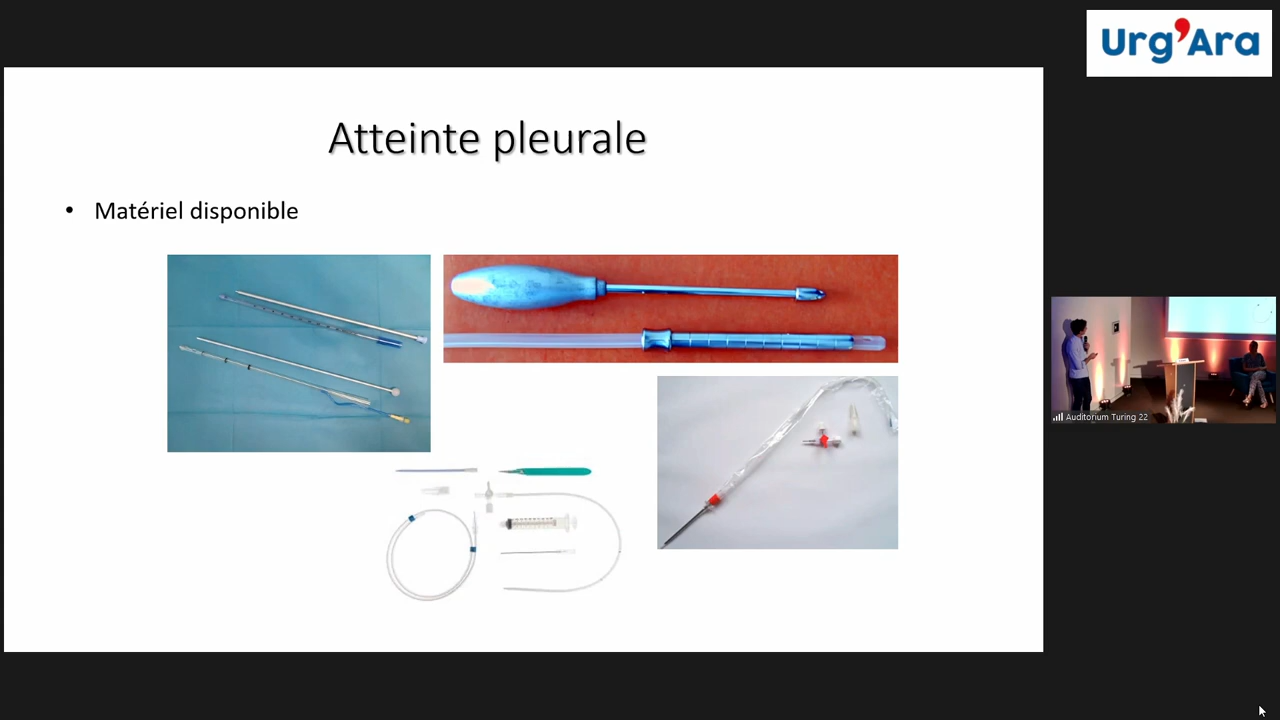 Urg'Ara
Atteinte pleurale
• Matériel disponible
Auditorium Turing 22